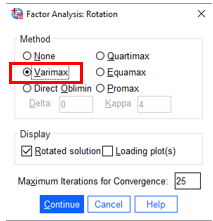 Factor Analysis: Rotation
Method
None Quartimax
Varimax Equamax
Direct Oblimin Promax
Delta: 0 Kappa 4
Display
Rotated solution Loading plot(s)
Maximum Iterations for Convergence: 25
Continue Cancel Help